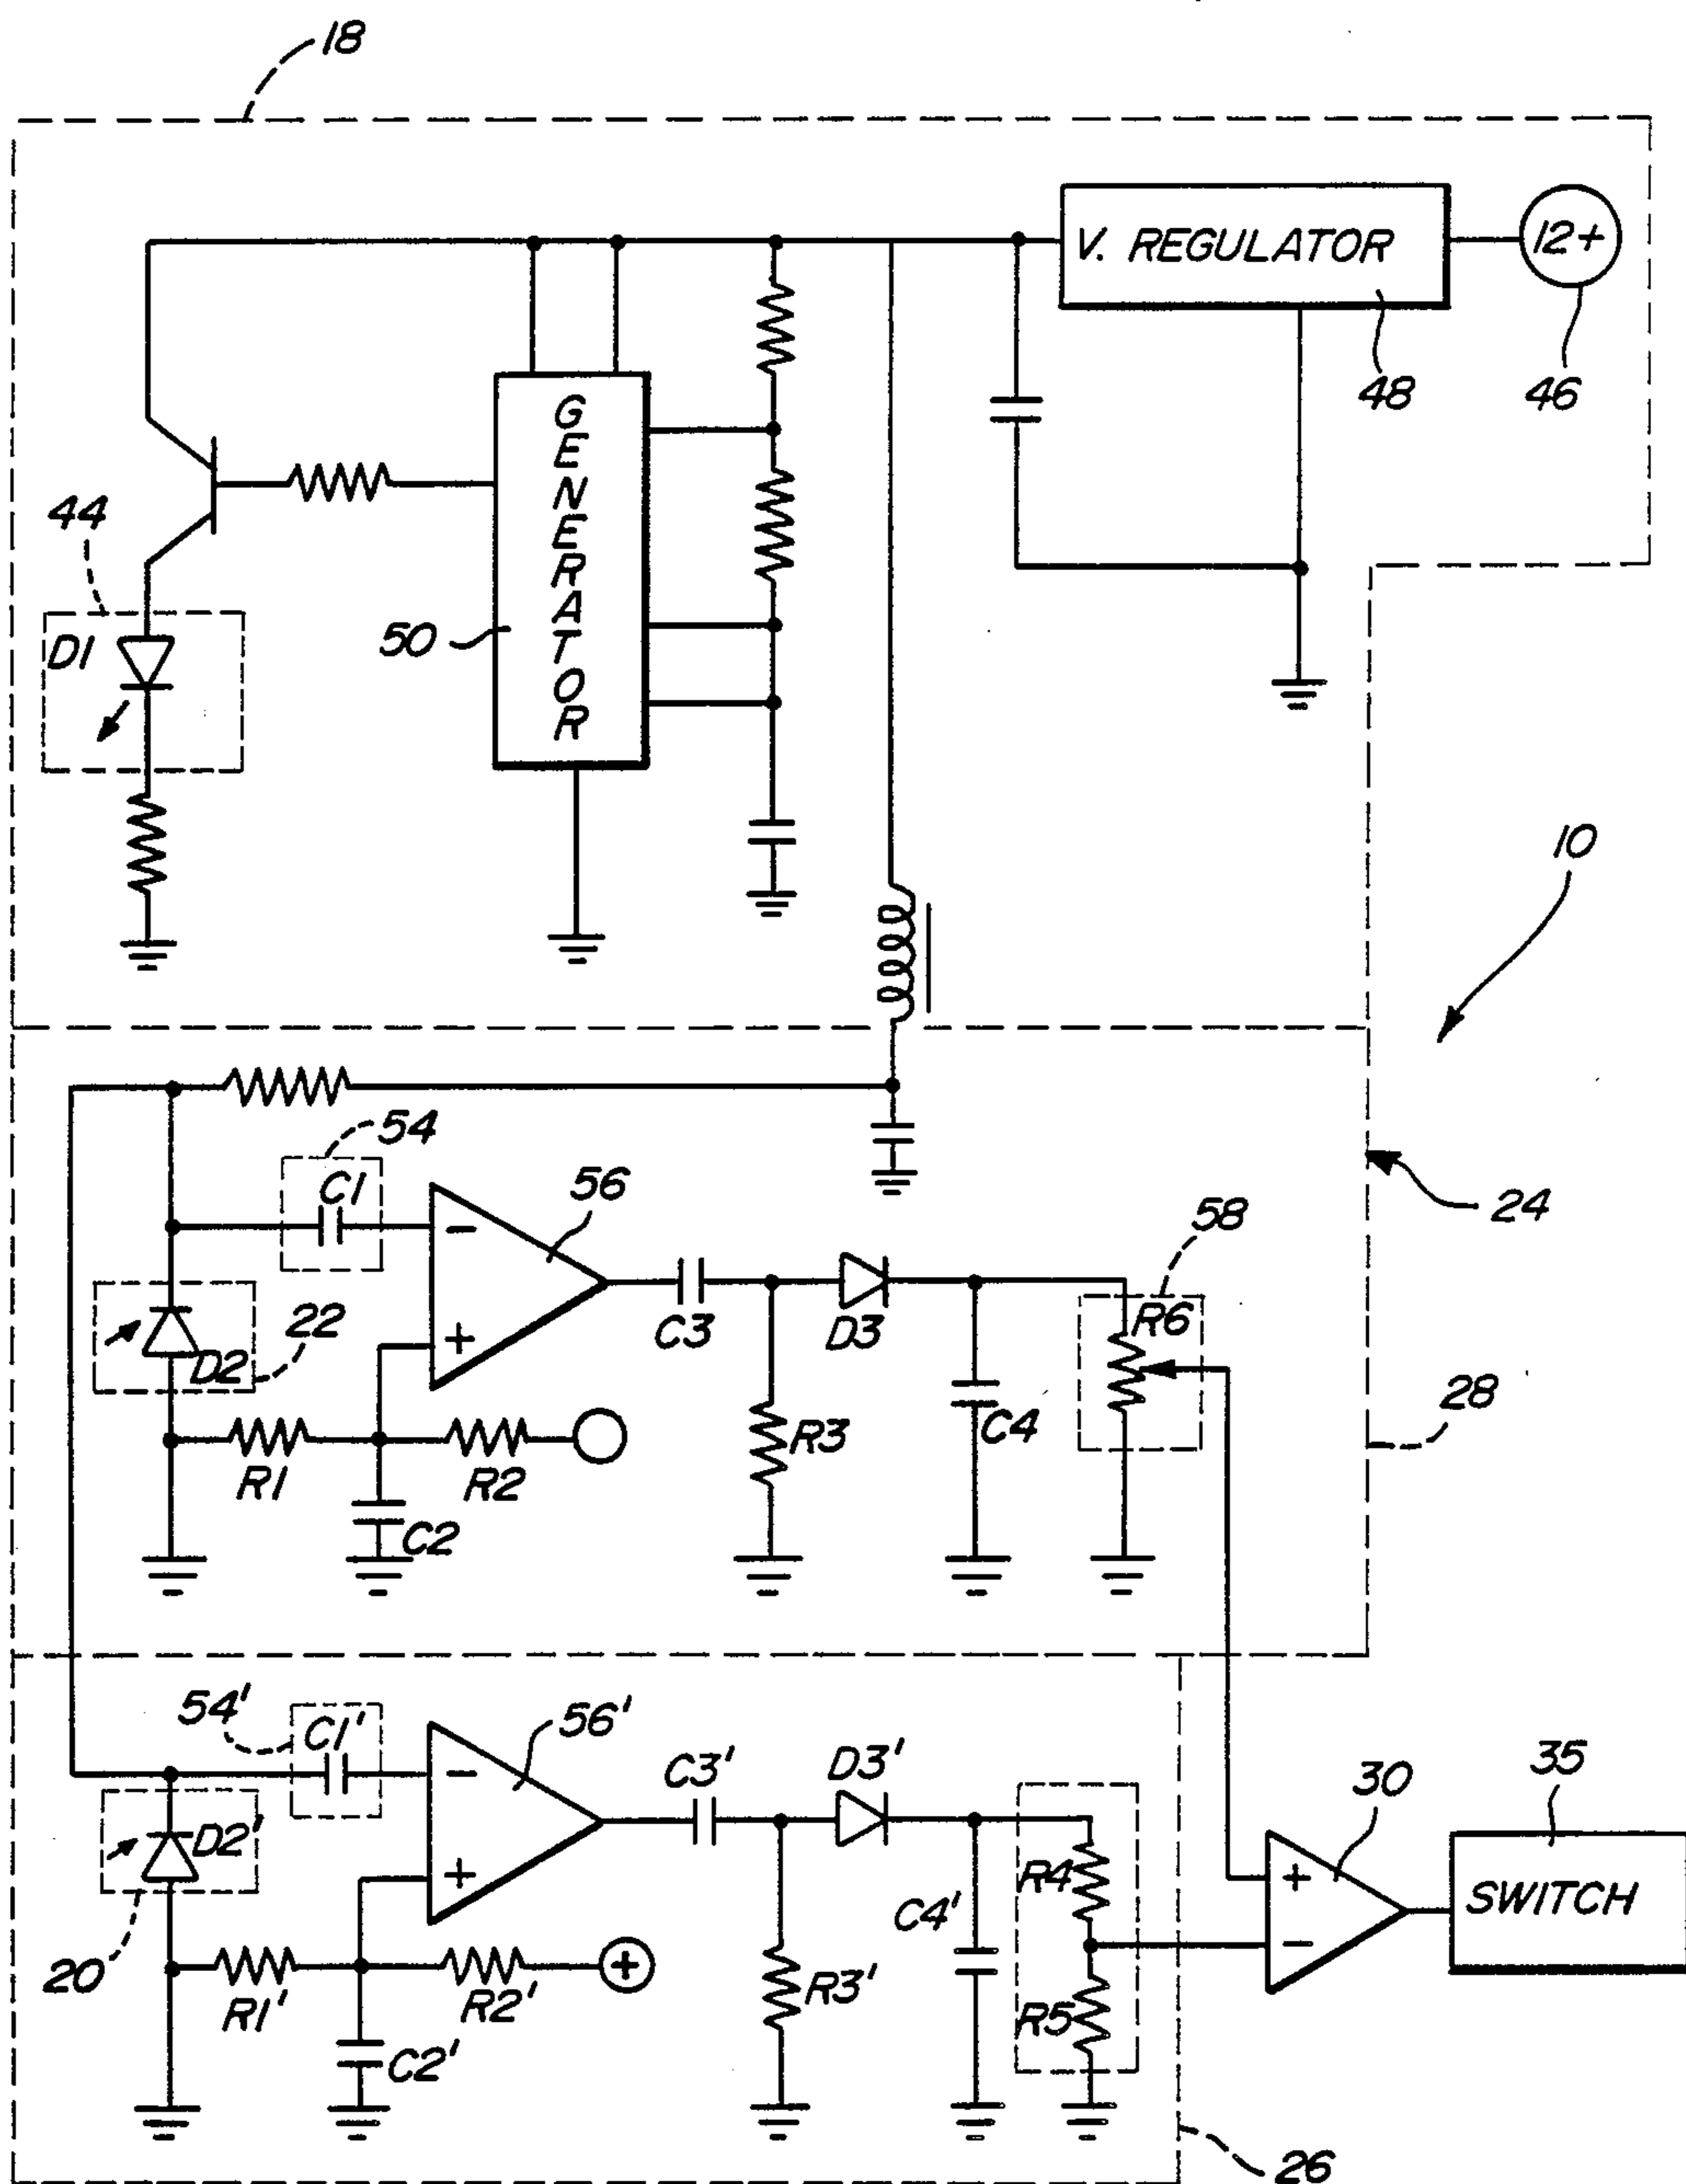 18
V. REGULATOR
12+
48
46
GENERATOR
44
D1
50
10
54
C1
56
58
24
22
D2
R6
C3
D3
28
R1
R2
C2
R3
C4
54'
C1'
56'
C3'
D3'
30
35
D2'
R4
SWITCH
20
R1'
R2'
C2'
R3'
C4'
R5
26
-
+
-
+
+
+
-